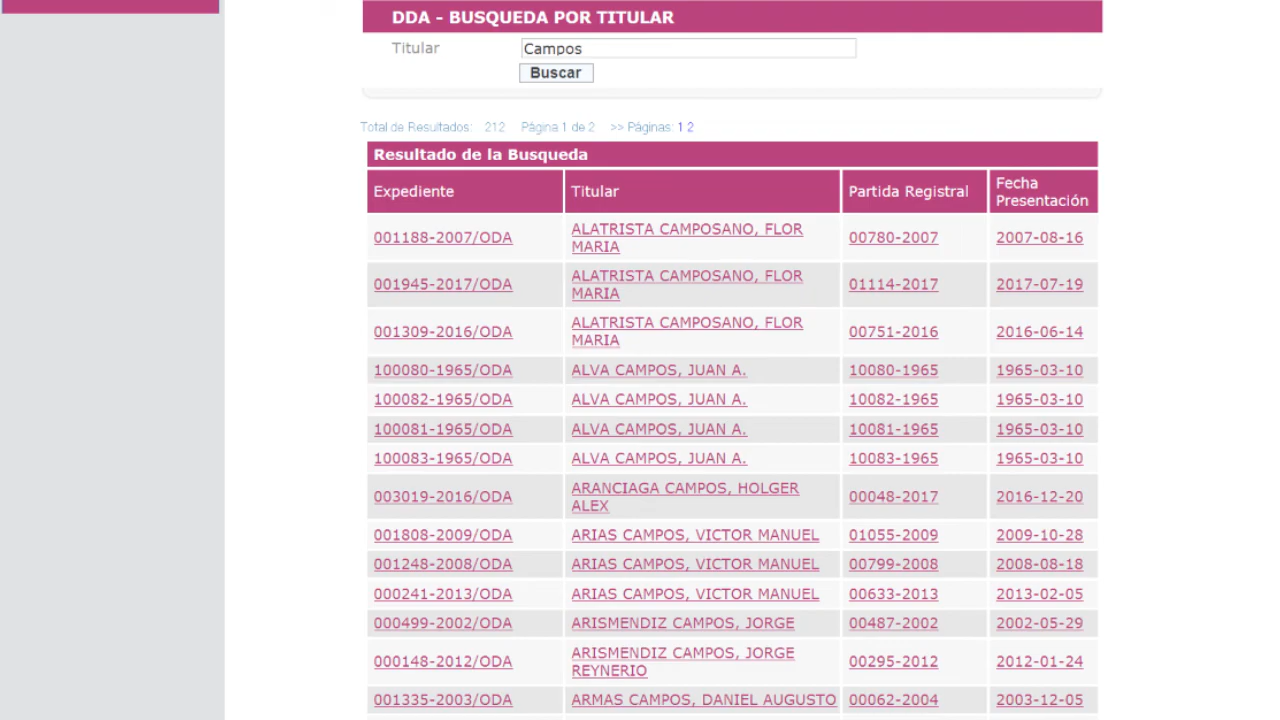 DDA - BUSQUEDA POR TITULAR
Titular Campos
Buscar
Total de Resultados: 212 Página 1 de 2 >> Páginas: 1 2
Resultado de la Busqueda
Expediente Titular Partida Registral Fecha Presentación
001188-2007/ODA ALATRISTA CAMPOSANO, FLOR MARIA 00780-2007 2007-08-16
001945-2017/ODA ALATRISTA CAMPOSANO, FLOR MARIA 01114-2017 2017-07-19
001309-2016/ODA ALATRISTA CAMPOSANO, FLOR MARIA 00751-2016 2016-06-14
100080-1965/ODA ALVA CAMPOS, JUAN A. 10080-1965 1965-03-10
100082-1965/ODA ALVA CAMPOS, JUAN A. 10082-1965 1965-03-10
100081-1965/ODA ALVA CAMPOS, JUAN A. 10081-1965 1965-03-10
100083-1965/ODA ALVA CAMPOS, JUAN A. 10083-1965 1965-03-10
003019-2016/ODA ARANCIAGA CAMPOS, HOLGER ALEX 00048-2017 2016-12-20
001808-2009/ODA ARIAS CAMPOS, VICTOR MANUEL 01055-2009 2009-10-28
001248-2008/ODA ARIAS CAMPOS, VICTOR MANUEL 00799-2008 2008-08-18
000241-2013/ODA ARIAS CAMPOS, VICTOR MANUEL 00633-2013 2013-02-05
000499-2002/ODA ARISMENDIZ CAMPOS, JORGE 00487-2002 2002-05-29
000148-2012/ODA ARISMENDIZ CAMPOS, JORGE REYNERIO 00295-2012 2012-01-24
001335-2003/ODA ARMAS CAMPOS, DANIEL AUGUSTO 00062-2004 2003-12-05